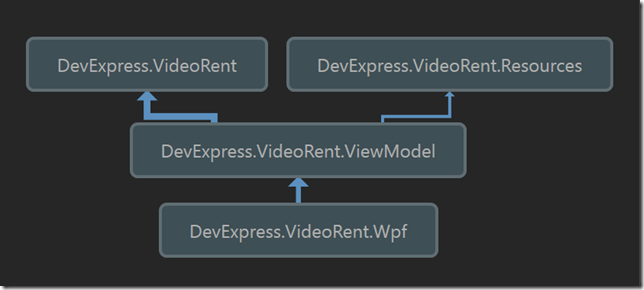 DevExpress.VideoRent
DevExpress.VideoRent.Resources
DevExpress.VideoRent.ViewModel
DevExpress.VideoRent.Wpf